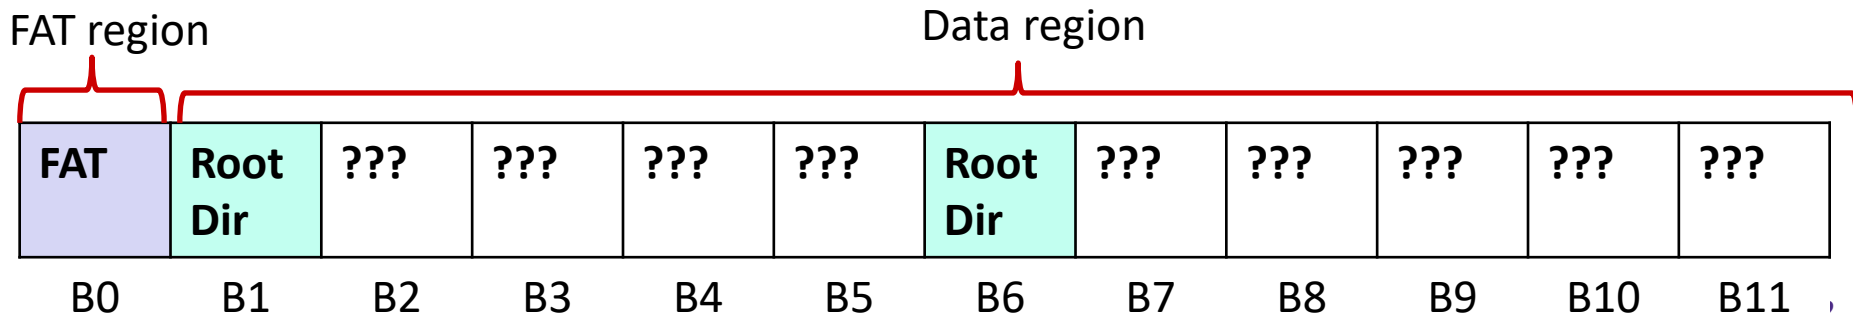 FAT region
Data region
FAT Root ??? ??? ??? ??? Root ??? ??? ??? ??? ???
Dir Dir
B0 B1 B2 B3 B4 B5 B6 B7 B8 B9 B10 B11